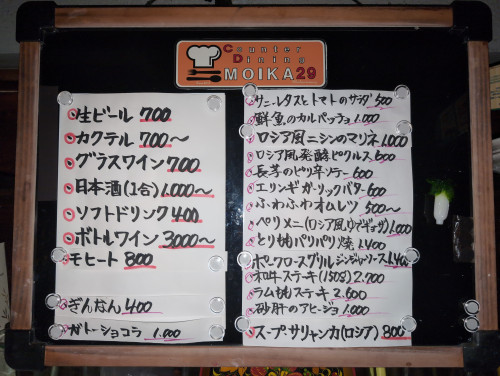 Counter
Dining
MOIKA29
生ビール 700
カクテル 700〜
グラスワイン 700
日本酒(1合) 1.000〜
ソフトドリンク 400
ボトルワイン 3000〜
モヒート 800
ぎんなん 400
ガトーショコラ 1.000
サニーレタスとトマトのサラダ 500
鮮魚のカルパッチョ 1.000
ロシア風ニシンのマリネ 1.000
ロシア風発酵ピクルス 600
長芋のピリ辛ソテー 600
エリンギガーリックバター 600
ふわふわオムレツ 500〜
ペリメニ(ロシア風ゆでギョウザ) 1.000
とり桃パリパリ焼 1.400
ポークロースグリルジンジャーソース 1.400
和牛ステーキ(150g) 2.700
ラム桃ステーキ 2.600
砂肝のアヒージョ 1.000
スープサリャンカ(ロシア) 800